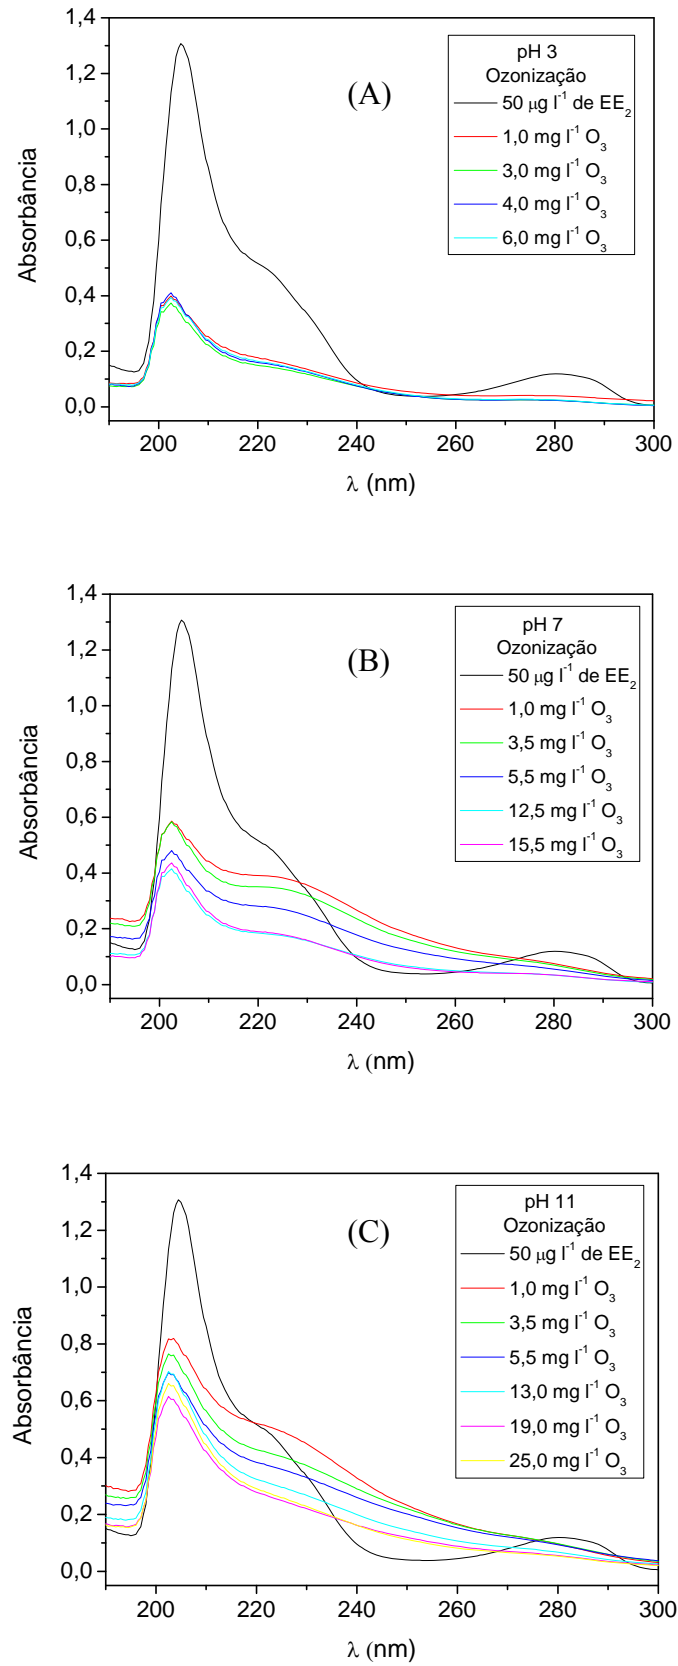 1,4
1,2
1,0
0,8
0,6
0,4
0,2
0,0
Absorbância
(A)
pH 3
Ozonização
50 μg l⁻¹ de EE₂
1,0 mg l⁻¹ O₃
3,0 mg l⁻¹ O₃
4,0 mg l⁻¹ O₃
6,0 mg l⁻¹ O₃
200 220 240 260 280 300
λ (nm)
1,4
1,2
1,0
0,8
0,6
0,4
0,2
0,0
Absorbância
(B)
pH 7
Ozonização
50 μg l⁻¹ de EE₂
1,0 mg l⁻¹ O₃
3,5 mg l⁻¹ O₃
5,5 mg l⁻¹ O₃
12,5 mg l⁻¹ O₃
15,5 mg l⁻¹ O₃
200 220 240 260 280 300
λ (nm)
1,4
1,2
1,0
0,8
0,6
0,4
0,2
0,0
Absorbância
(C)
pH 11
Ozonização
50 μg l⁻¹ de EE₂
1,0 mg l⁻¹ O₃
3,5 mg l⁻¹ O₃
5,5 mg l⁻¹ O₃
13,0 mg l⁻¹ O₃
19,0 mg l⁻¹ O₃
25,0 mg l⁻¹ O₃
200 220 240 260 280 300
λ (nm)